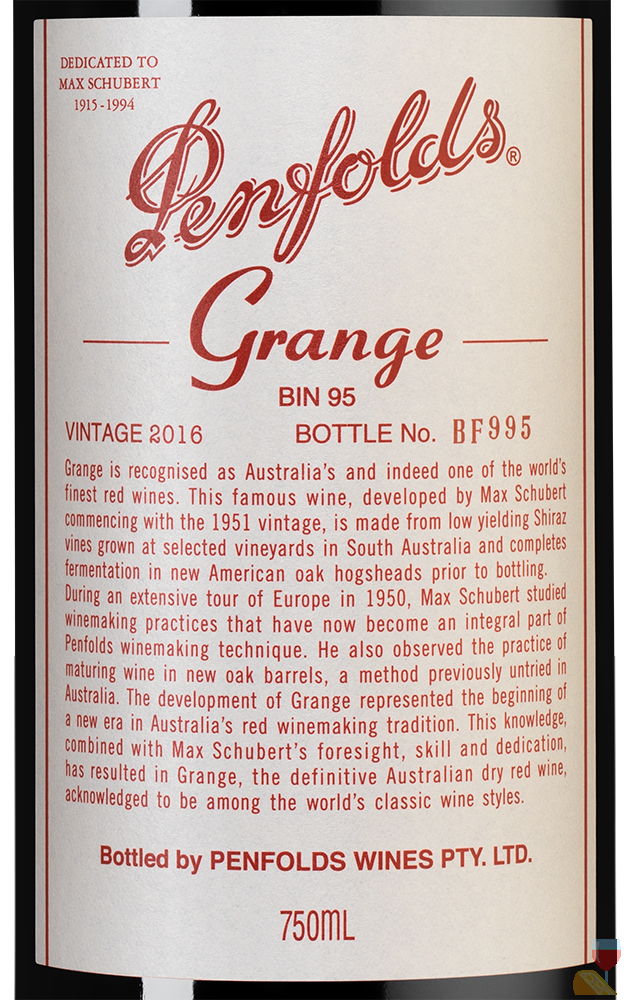 DEDICATED TO
MAX SCHUBERT
1915-1994
Penfolds®
Grange
BIN 95
VINTAGE 2016 BOTTLE No. BF995
Grange is recognised as Australia's and indeed one of the world's
finest red wines. This famous wine, developed by Max Schubert
commencing with the 1951 vintage, is made from low yielding Shiraz
vines grown at selected vineyards in South Australia and completes
fermentation in new American oak hogsheads prior to bottling.
During an extensive tour of Europe in 1950, Max Schubert studied
winemaking practices that have now become an integral part of
Penfolds winemaking technique. He also observed the practice of
maturing wine in new oak barrels, a method previously untried in
Australia. The development of Grange represented the beginning of
a new era in Australia's red winemaking tradition. This knowledge,
combined with Max Schubert's foresight, skill and dedication,
has resulted in Grange, the definitive Australian dry red wine,
acknowledged to be among the world's classic wine styles.
Bottled by PENFOLDS WINES PTY. LTD.
750mL